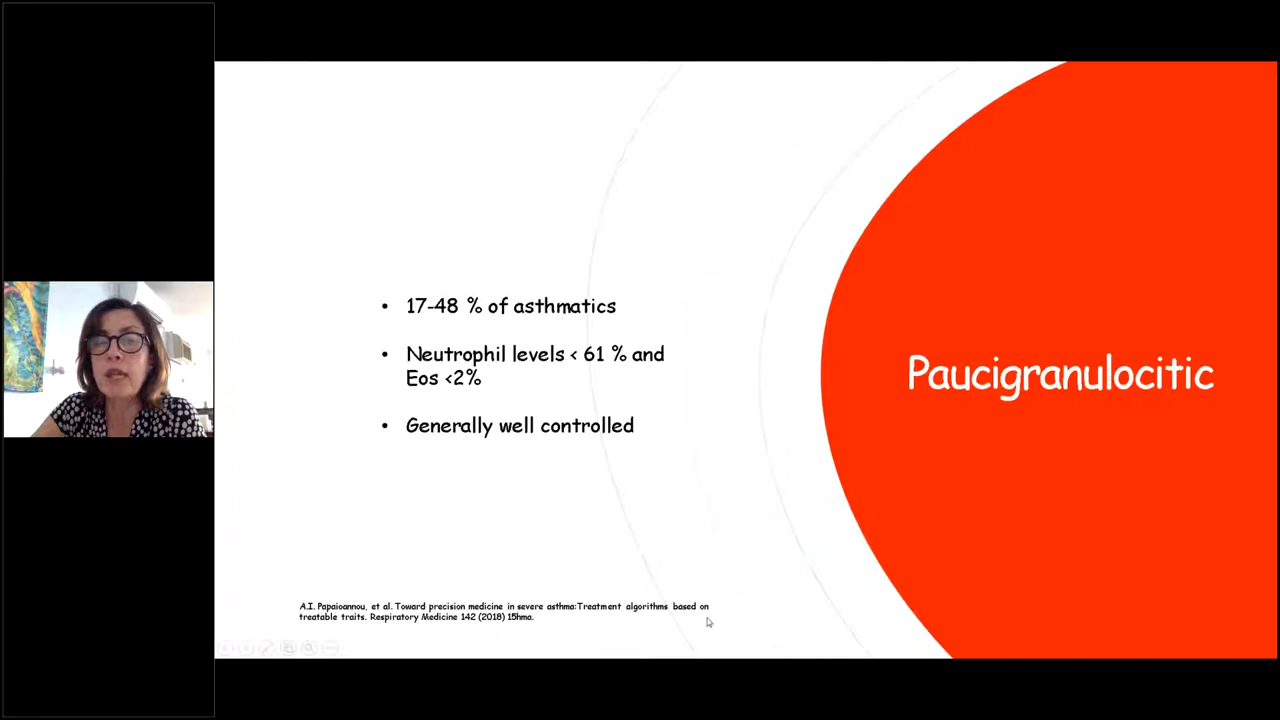 • 17-48 % of asthmatics
• Neutrophil levels < 61 % and
Eos <2%
• Generally well controlled
Paucigranulocitic
A.I. Papaioannou, et al. Toward precision medicine in severe asthma:Treatment algorithms based on
treatable traits. Respiratory Medicine 142 (2018) 15hma.